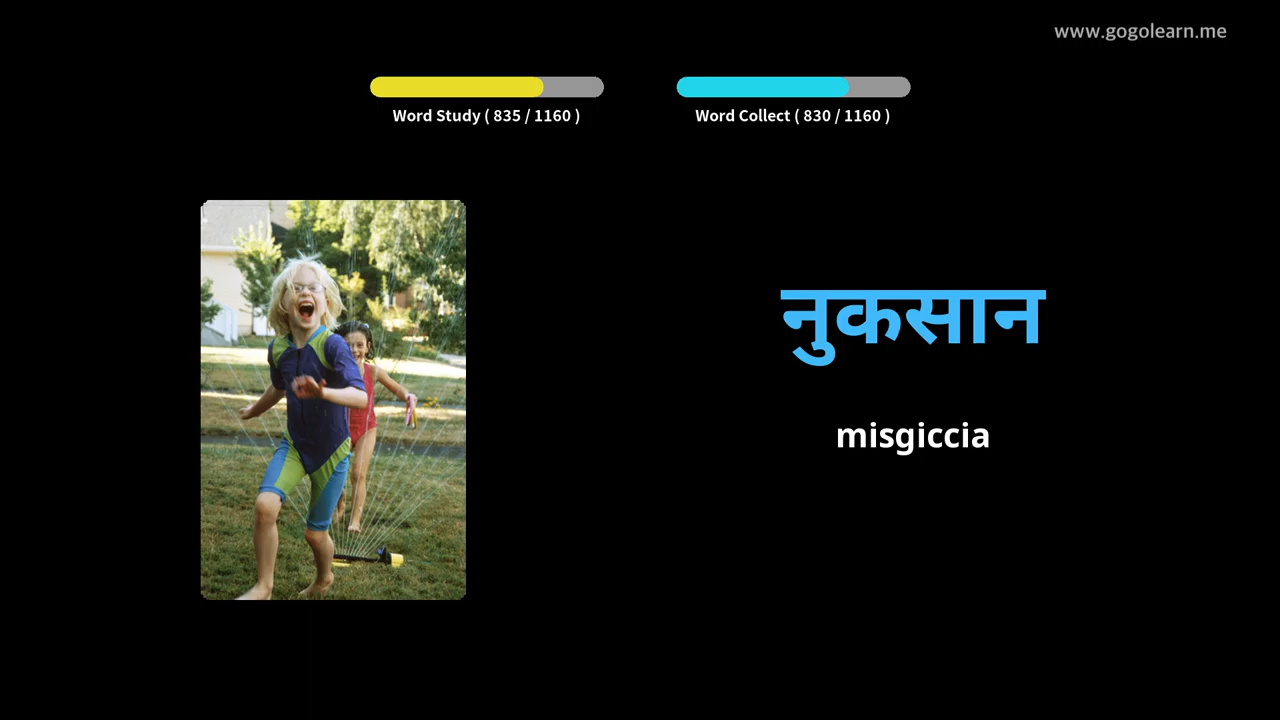 www.gogolearn.me
Word Study ( 835 / 1160 )
Word Collect ( 830 / 1160 )
नुकसान
misgiccia